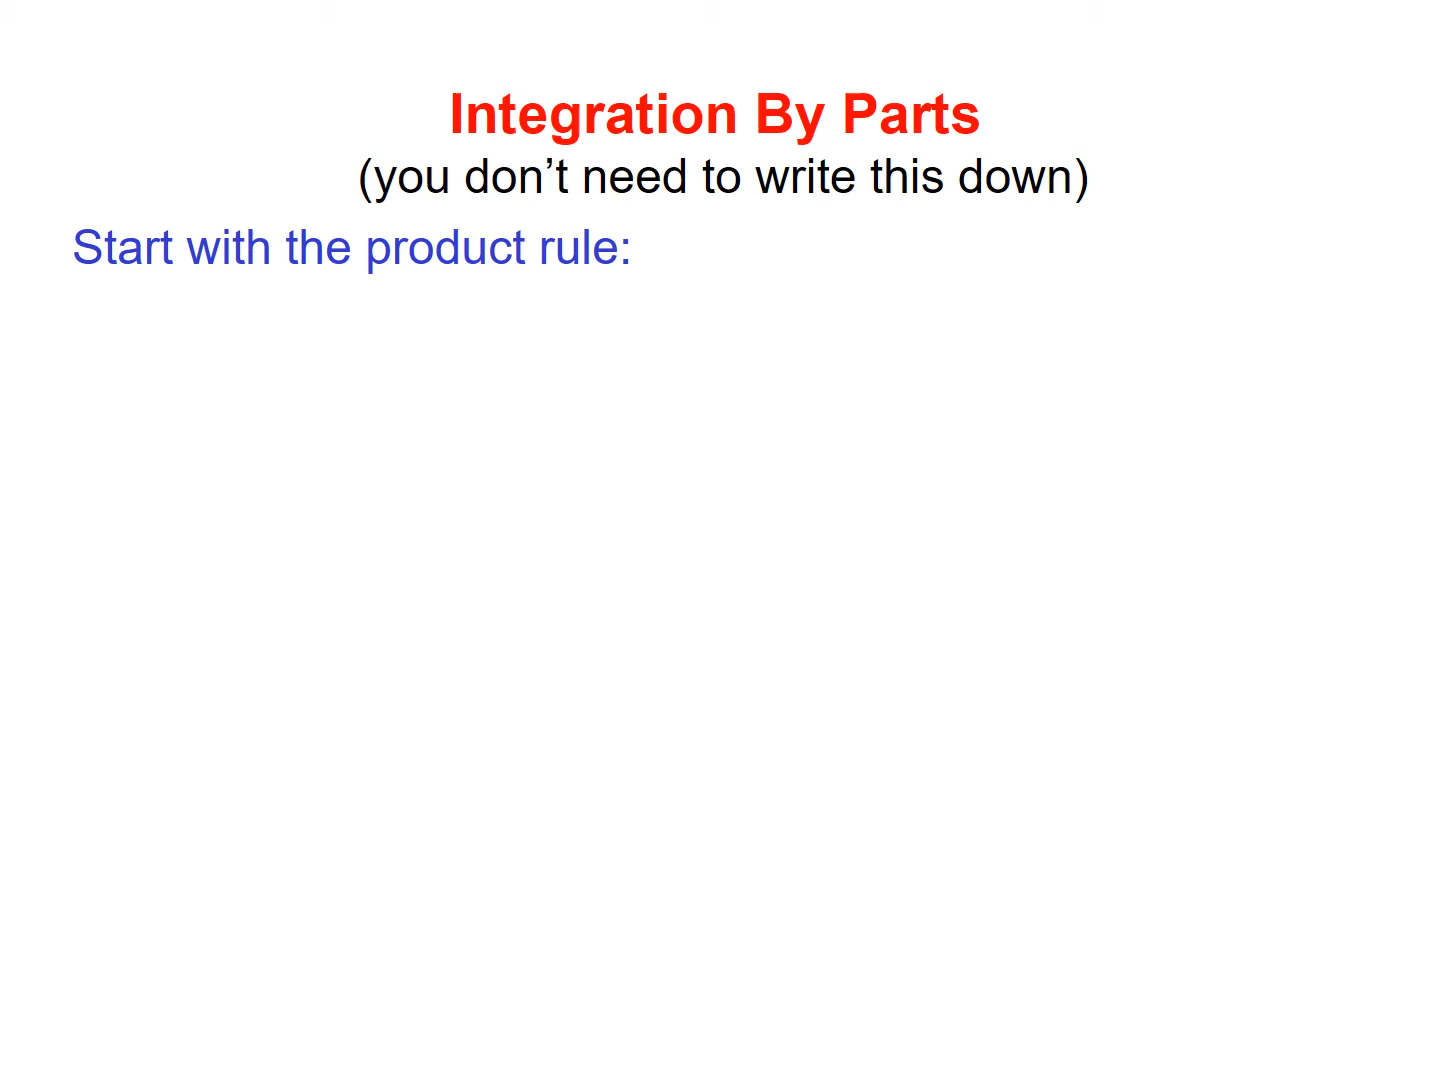 Integration By Parts
(you don’t need to write this down)
Start with the product rule: